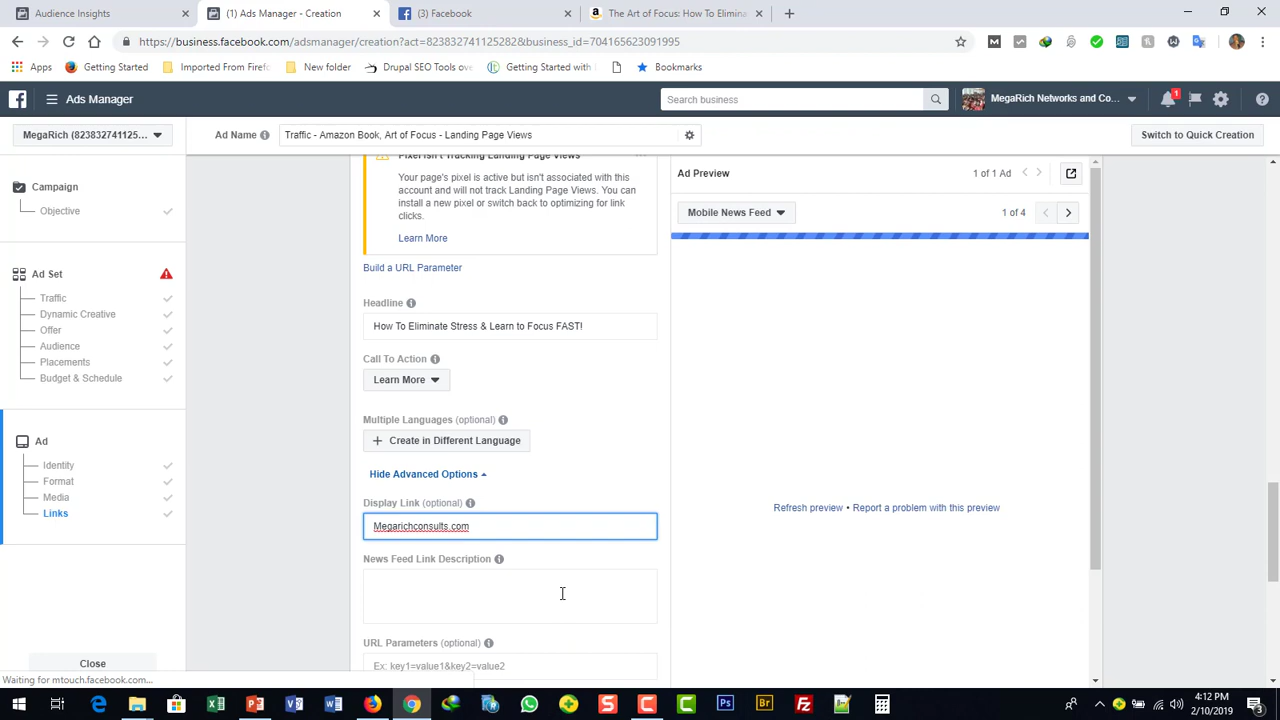 Audience Insights
(1) Ads Manager - Creation
(3) Facebook
The Art of Focus: How To Elimina
https://business.facebook.com/adsmanager/creation?act=823832741125282&business_id=704165623091995
Apps
Getting Started
Imported From Firefo
New folder
Drupal SEO Tools ove
Getting Started with
Bookmarks
Ads Manager
Search business
MegaRich Networks and Co...
1
MegaRich (823832741125...
Ad Name
Traffic - Amazon Book, Art of Focus - Landing Page Views
Switch to Quick Creation
Campaign
Objective
Ad Set
Traffic
Dynamic Creative
Offer
Audience
Placements
Budget & Schedule
Ad
Identity
Format
Media
Links
Close
Waiting for mtouch.facebook.com...
Pixel Isn't Tracking Landing Page Views
Your page's pixel is active but isn't associated with this
account and will not track Landing Page Views. You can
install a new pixel or switch back to optimizing for link
clicks.
Learn More
Build a URL Parameter
Headline
How To Eliminate Stress & Learn to Focus FAST!
Call To Action
Learn More
Multiple Languages (optional)
Create in Different Language
Hide Advanced Options
Display Link (optional)
Megarichconsults.com
News Feed Link Description
URL Parameters (optional)
Ex: key1=value1&key2=value2
Ad Preview
1 of 1 Ad
Mobile News Feed
1 of 4
Refresh preview • Report a problem with this preview
4:12 PM
2/10/2019